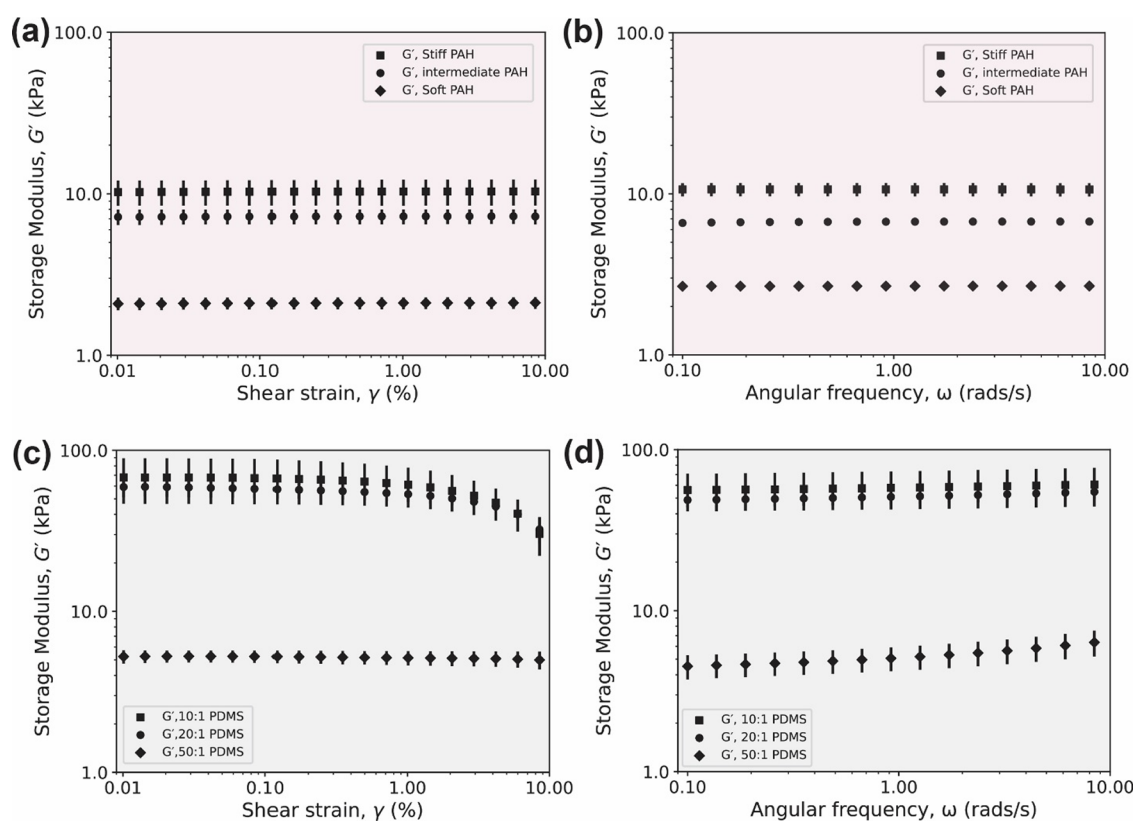 (a)
100.0
10.0
1.0
Storage Modulus, G′ (kPa)
G′, Stiff PAH
G′, intermediate PAH
G′, Soft PAH
0.01 0.10 1.00 10.00
Shear strain, γ (%)
(b)
100.0
10.0
1.0
Storage Modulus, G′ (kPa)
G′, Stiff PAH
G′, intermediate PAH
G′, Soft PAH
0.10 1.00 10.00
Angular frequency, ω (rads/s)
(c)
100.0
10.0
1.0
Storage Modulus, G′ (kPa)
G′,10:1 PDMS
G′,20:1 PDMS
G′,50:1 PDMS
0.01 0.10 1.00 10.00
Shear strain, γ (%)
(d)
100.0
10.0
1.0
Storage Modulus, G′ (kPa)
G′, 10:1 PDMS
G′, 20:1 PDMS
G′, 50:1 PDMS
0.10 1.00 10.00
Angular frequency, ω (rads/s)